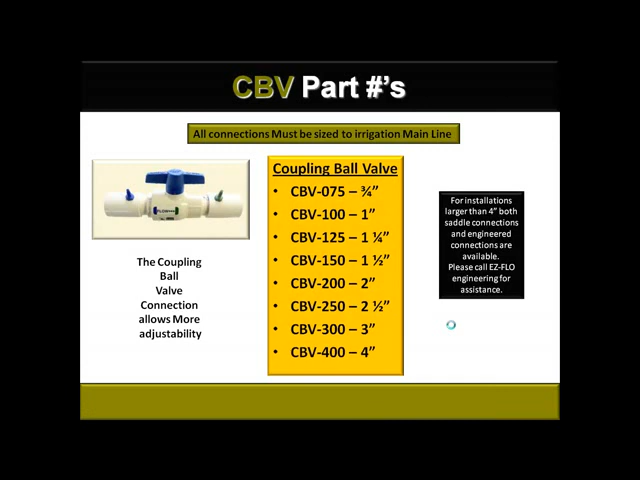 CBV Part #’s
All connections Must be sized to irrigation Main Line
The Coupling
Ball
Valve
Connection
allows More
adjustability
Coupling Ball Valve
• CBV-075 – ¾”
• CBV-100 – 1”
• CBV-125 – 1 ¼”
• CBV-150 – 1 ½”
• CBV-200 – 2”
• CBV-250 – 2 ½”
• CBV-300 – 3”
• CBV-400 – 4”
For installations
larger than 4” both
saddle connections
and engineered
connections are
available.
Please call EZ-FLO
engineering for
assistance.